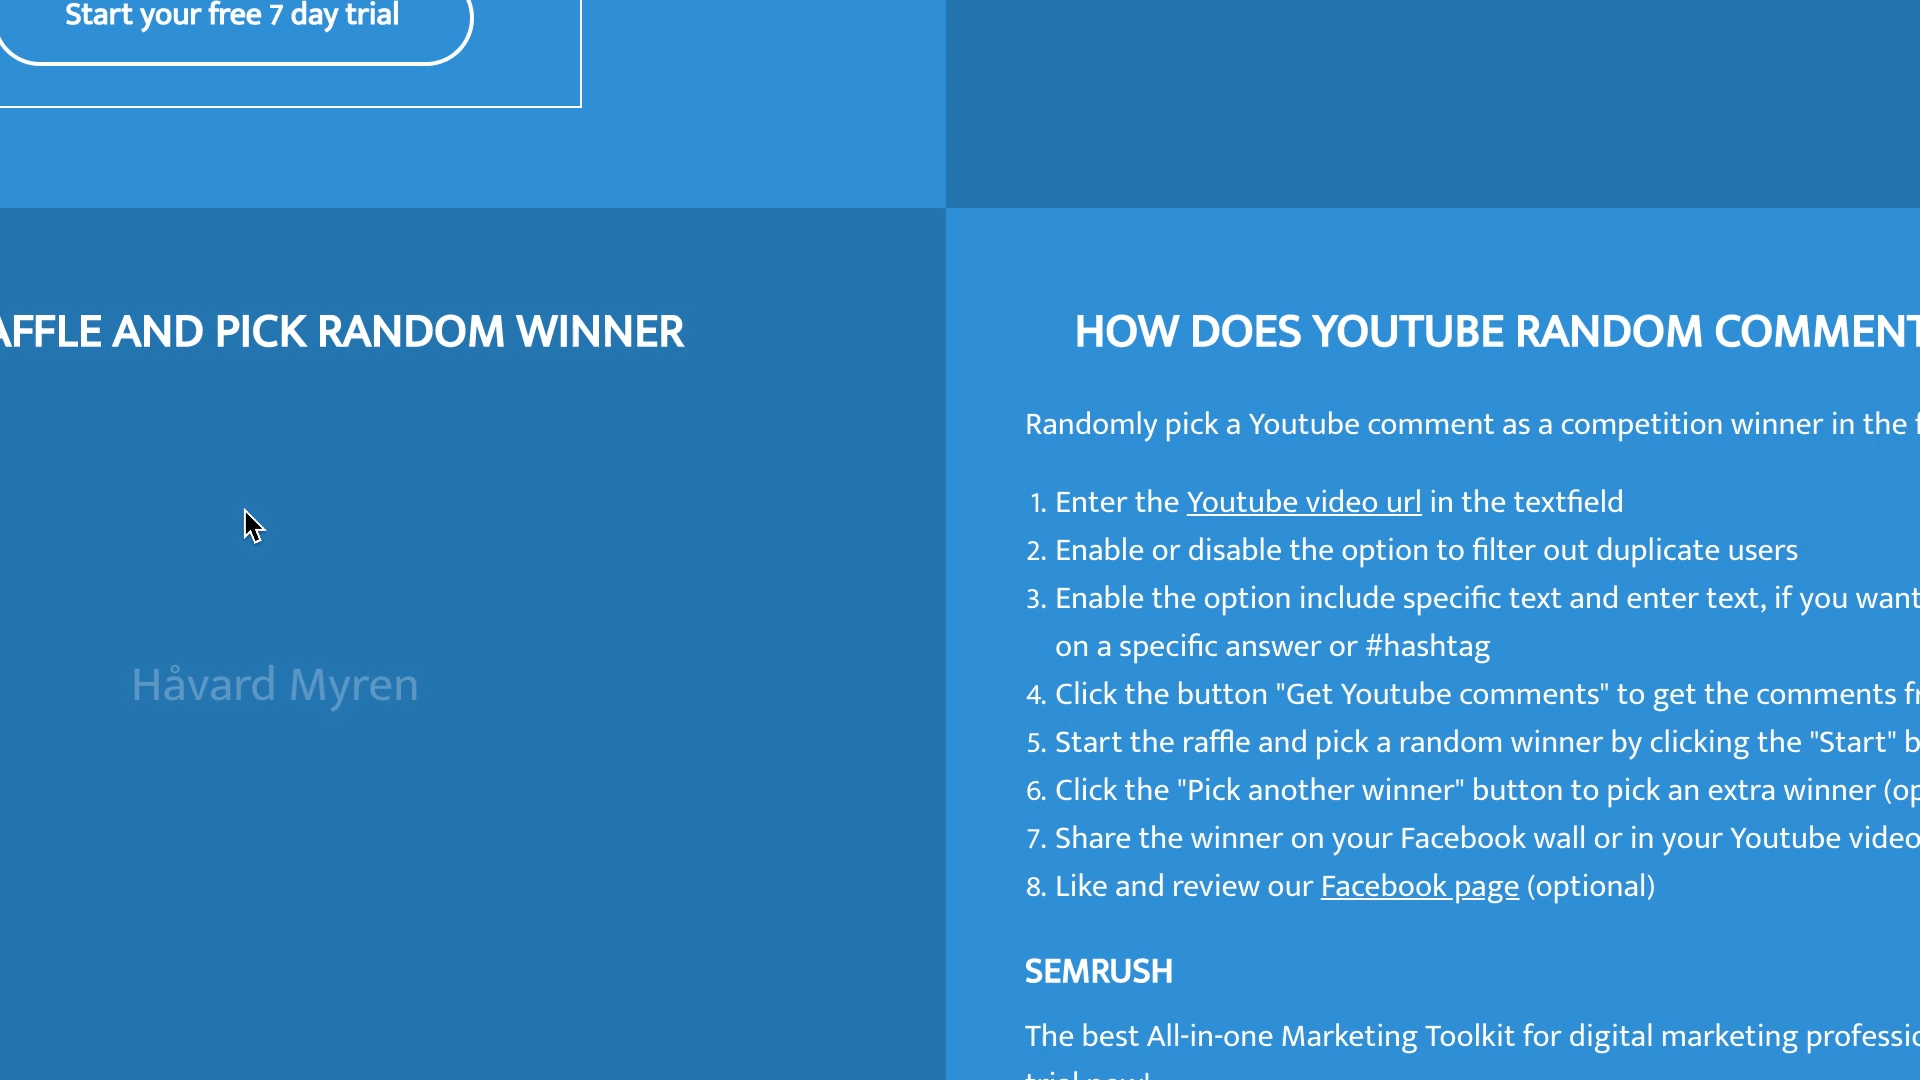 Start your free 7 day trial
AFFLE AND PICK RANDOM WINNER
Håvard Myren
HOW DOES YOUTUBE RANDOM COMMENT
Randomly pick a Youtube comment as a competition winner in the
1. Enter the Youtube video url in the textfield
2. Enable or disable the option to filter out duplicate users
3. Enable the option include specific text and enter text, if you want
on a specific answer or #hashtag
4. Click the button "Get Youtube comments" to get the comments
5. Start the raffle and pick a random winner by clicking the "Start"
6. Click the "Pick another winner" button to pick an extra winner
7. Share the winner on your Facebook wall or in your Youtube video
8. Like and review our Facebook page (optional)
SEMRUSH
The best All-in-one Marketing Toolkit for digital marketing